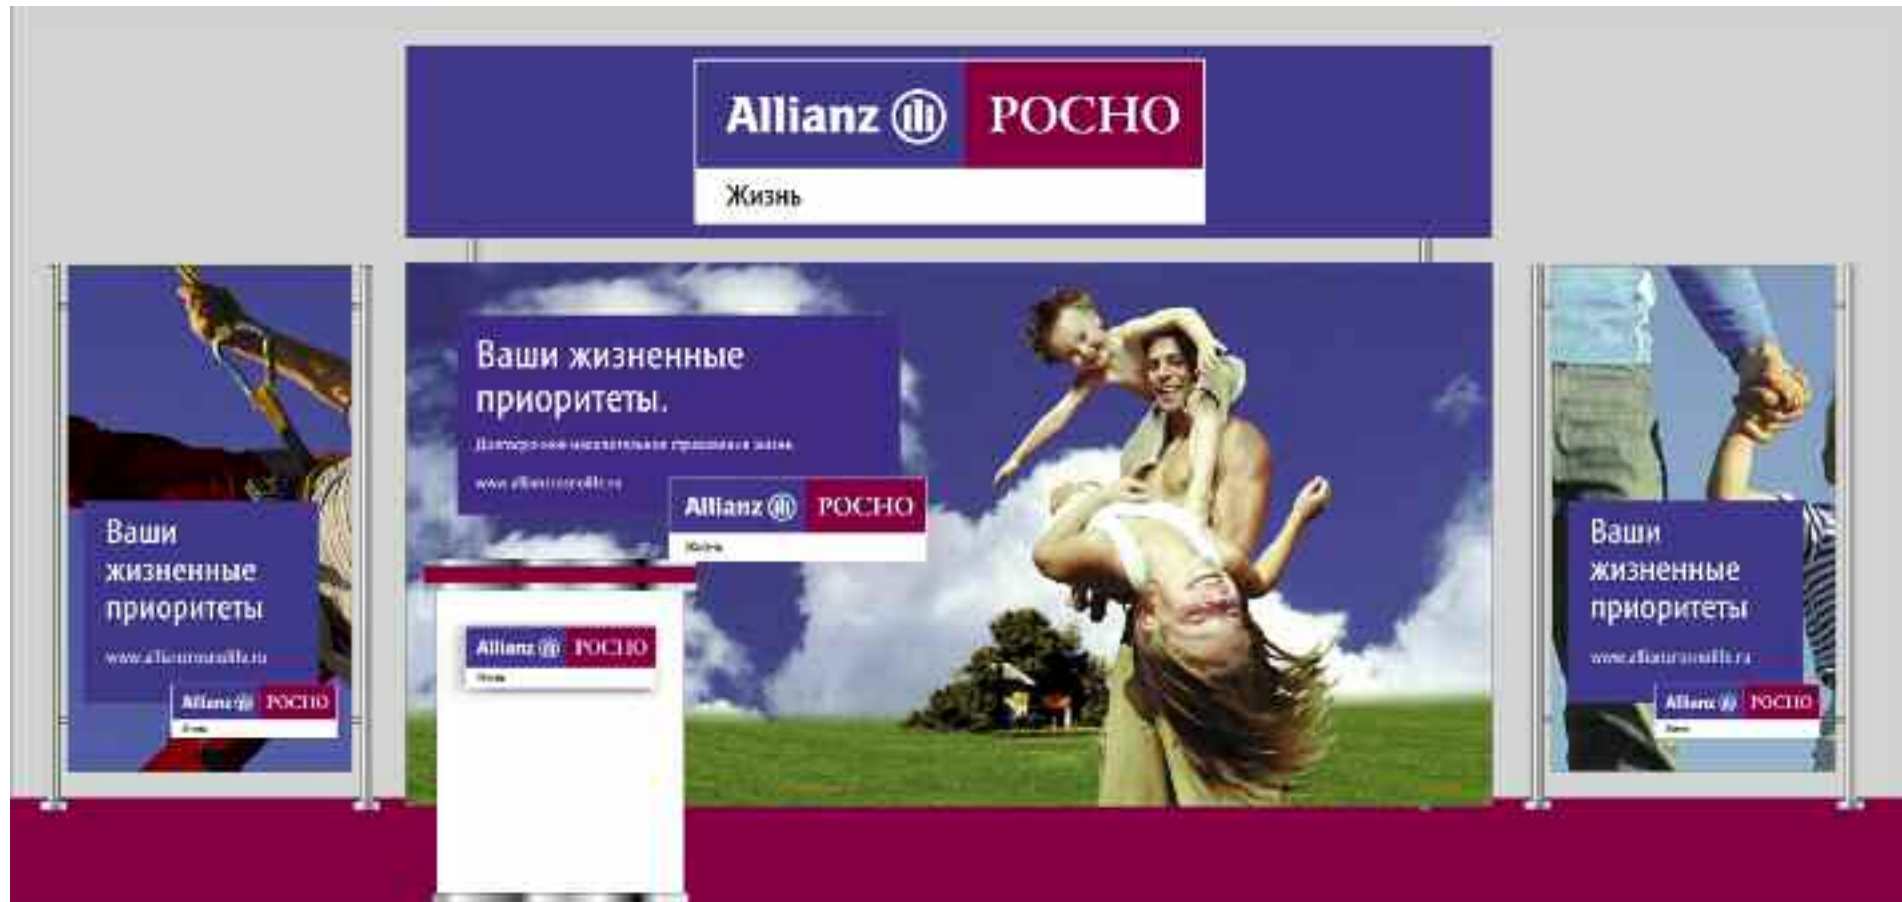 Allianz РОСНО
Жизнь
Ваши жизненные
приоритеты.
Allianz РОСНО
Жизнь
Allianz РОСНО
Ваши
жизненные
приоритеты
Allianz РОСНО
Ваши
жизненные
приоритеты
Allianz РОСНО